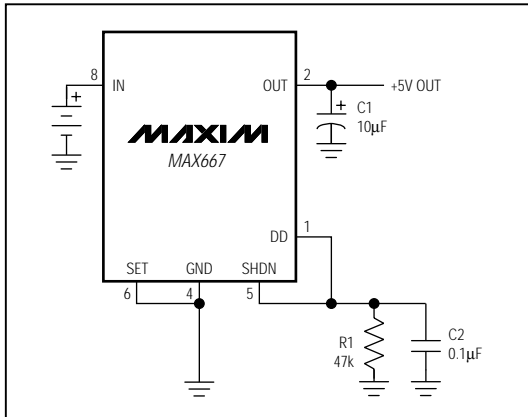 8
IN
OUT
2
+5V OUT
+
+
C1
10µF
MAXIM
MAX667
DD
1
SET
GND
SHDN
6
4
5
R1
47k
C2
0.1µF